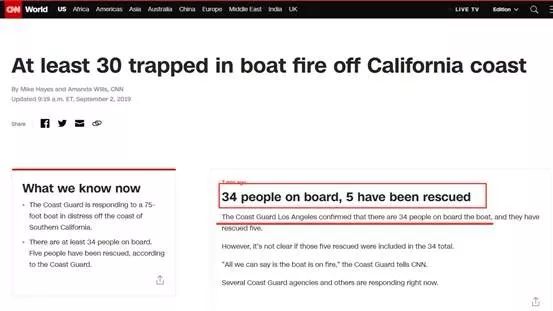 CNN World US Africa Americas Asia Australia China Europe Middle East India UK LIVE TV Edition
At least 30 trapped in boat fire off California coast
By Mike Hayes and Amanda Wills, CNN
Updated 9:19 a.m. ET, September 2, 2019
Share
What we know now
• The Coast Guard is responding to a 75-
foot boat in distress off the coast of
Southern California.
• There are at least 34 people on board.
Five people have been rescued, according
to the Coast Guard.
7 min ago
34 people on board, 5 have been rescued
The Coast Guard Los Angeles confirmed that there are 34 people on board the boat, and they have
rescued five.
However, it's not clear if those five rescued were included in the 34 total.
"All we can say is the boat is on fire," the Coast Guard tells CNN.
Several Coast Guard agencies and others are responding right now.